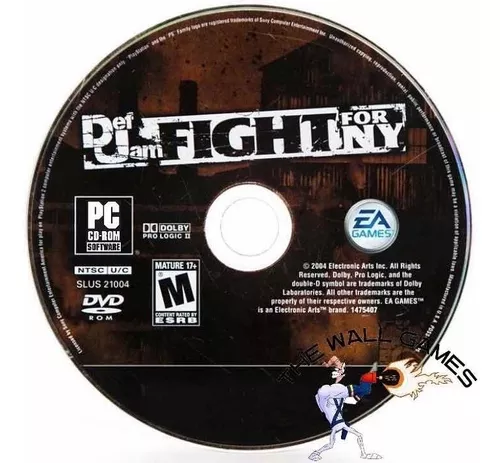 Def
Jam
FIGHT
FOR
NY
PC
CD-ROM
SOFTWARE
DOLBY
PRO LOGIC II
NTSC U/C
SLUS 21004
DVD
ROM
MATURE 17+
M
CONTENT RATED BY
ESRB
EA
GAMES™
© 2004 Electronic Arts Inc. All Rights
Reserved. Dolby, Pro Logic, and the
double-D symbol are trademarks of Dolby
Laboratories. All other trademarks are the
property of their respective owners. EA GAMES™
is an Electronic Arts™ brand. 1475407
THE WALL GAMES